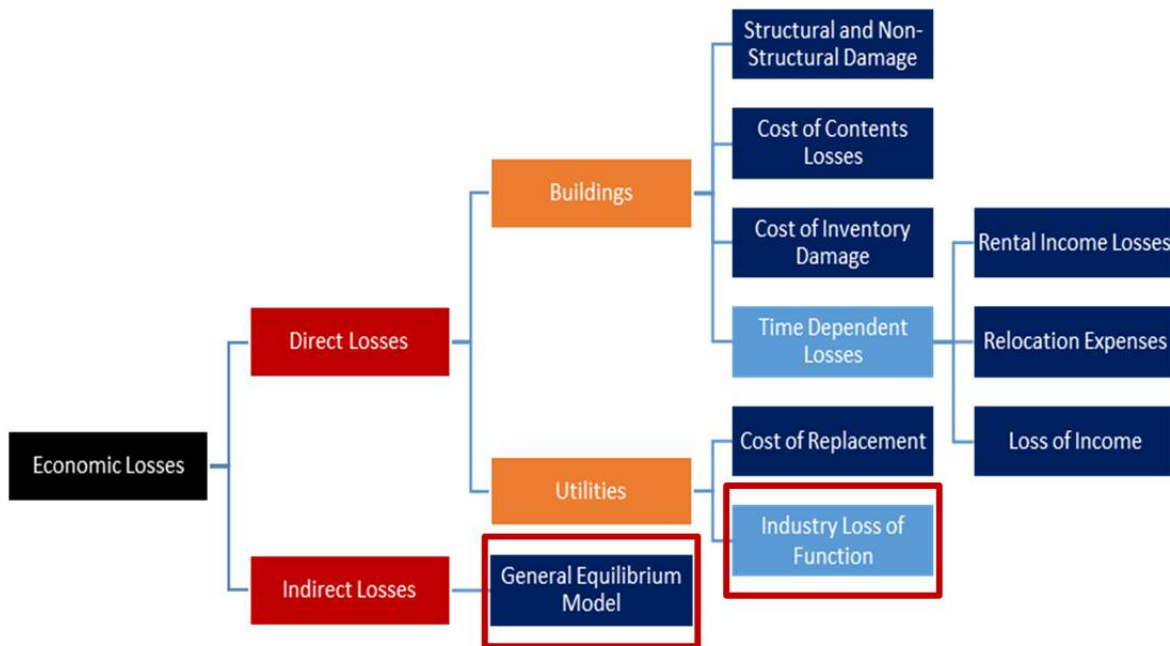 Structural and Non-
Structural Damage
Cost of Contents
Losses
Buildings
Cost of Inventory
Damage
Rental Income Losses
Direct Losses
Time Dependent
Losses
Relocation Expenses
Cost of Replacement
Loss of Income
Economic Losses
Utilities
Industry Loss of
Function
General Equilibrium
Model
Indirect Losses